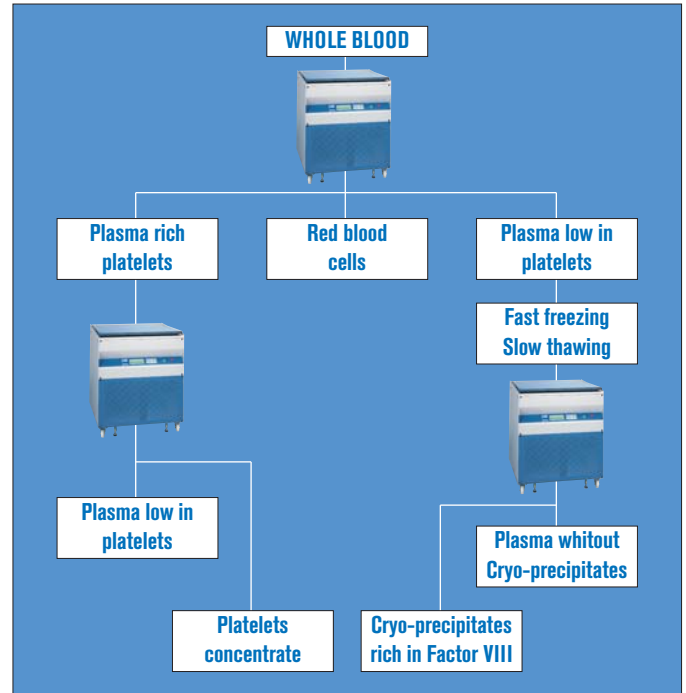 WHOLE BLOOD
Plasma rich
platelets
Red blood
cells
Plasma low in
platelets
Fast freezing
Slow thawing
Plasma low in
platelets
Plasma whitout
Cryo-precipitates
Platelets
concentrate
Cryo-precipitates
rich in Factor VIII